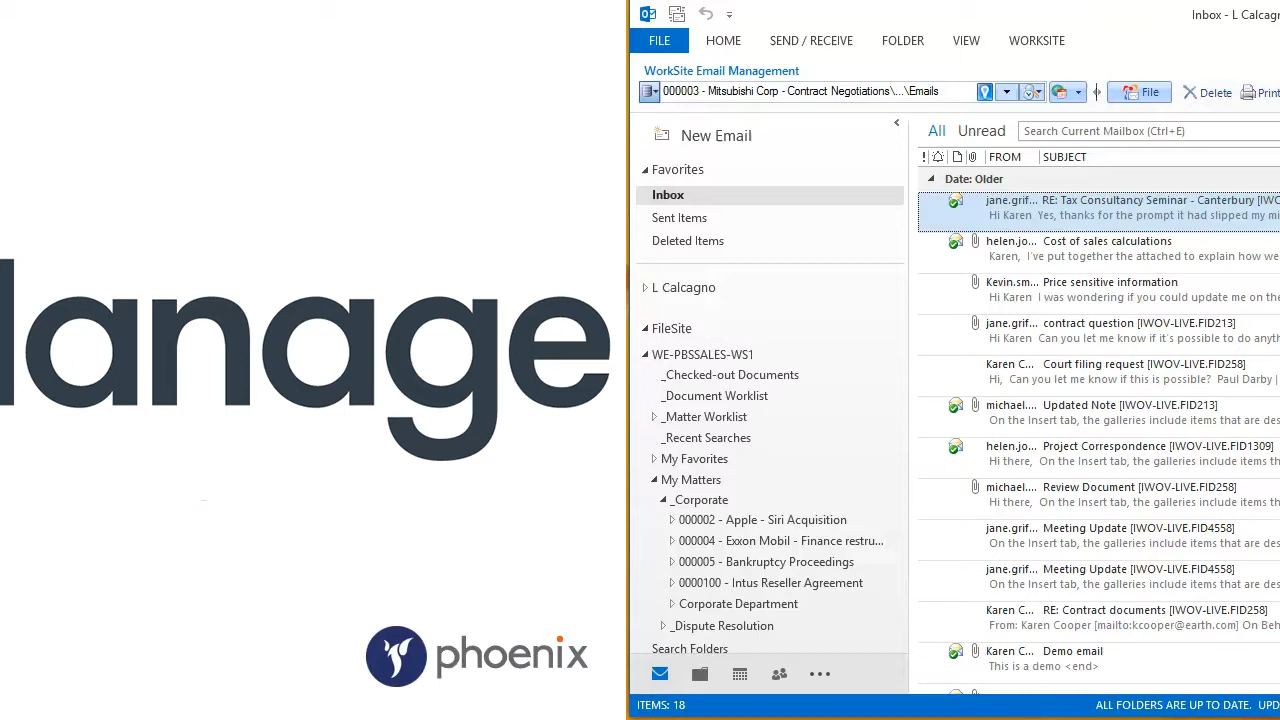 lanage
phoenix
Inbox - L Calcagn
FILE HOME SEND / RECEIVE FOLDER VIEW WORKSITE
WorkSite Email Management
000003 - Mitsubishi Corp - Contract Negotiations\...\Emails File Delete Print
New Email
Favorites
Inbox
Sent Items
Deleted Items
L Calcagno
FileSite
WE-PBSSALES-WS1
_Checked-out Documents
_Document Worklist
_Matter Worklist
_Recent Searches
My Favorites
My Matters
_Corporate
000002 - Apple - Siri Acquisition
000004 - Exxon Mobil - Finance restru...
000005 - Bankruptcy Proceedings
0000100 - Intus Reseller Agreement
Corporate Department
_Dispute Resolution
Search Folders
All Unread Search Current Mailbox (Ctrl+E)
! FROM SUBJECT
Date: Older
jane.grif... RE: Tax Consultancy Seminar - Canterbury [IWO
Hi Karen Yes, thanks for the prompt it had slipped my mi
helen.jo... Cost of sales calculations
Karen, I've put together the attached to explain how we
Kevin.sm... Price sensitive information
Hi Karen I was wondering if you could update me on the
jane.grif... contract question [IWOV-LIVE.FID213]
Hi Karen Can you let me know if it's possible to do anyth
Karen C... Court filing request [IWOV-LIVE.FID258]
Hi, Can you let me know if this is possible? Paul Darby |
michael.... Updated Note [IWOV-LIVE.FID213]
On the Insert tab, the galleries include items that are des
helen.jo... Project Correspondence [IWOV-LIVE.FID1309]
Hi there, On the Insert tab, the galleries include items th
michael.... Review Document [IWOV-LIVE.FID258]
Hi there, On the Insert tab, the galleries include items th
jane.grif... Meeting Update [IWOV-LIVE.FID4558]
On the Insert tab, the galleries include items that are des
jane.grif... Meeting Update [IWOV-LIVE.FID4558]
On the Insert tab, the galleries include items that are des
Karen C... RE: Contract documents [IWOV-LIVE.FID258]
From: Karen Cooper [mailto:kcooper@earth.com] On Beh
Karen C... Demo email
This is a demo <end>
ITEMS: 18 ALL FOLDERS ARE UP TO DATE. UPD